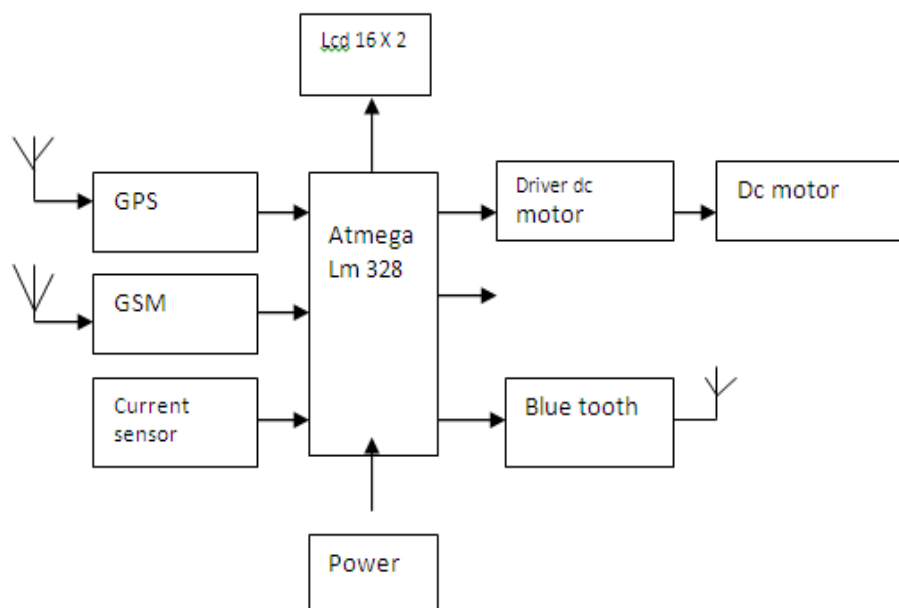 Lcd 16 X 2
GPS
Driver dc
motor
Dc motor
Atmega
Lm 328
GSM
Current
sensor
Blue tooth
Power